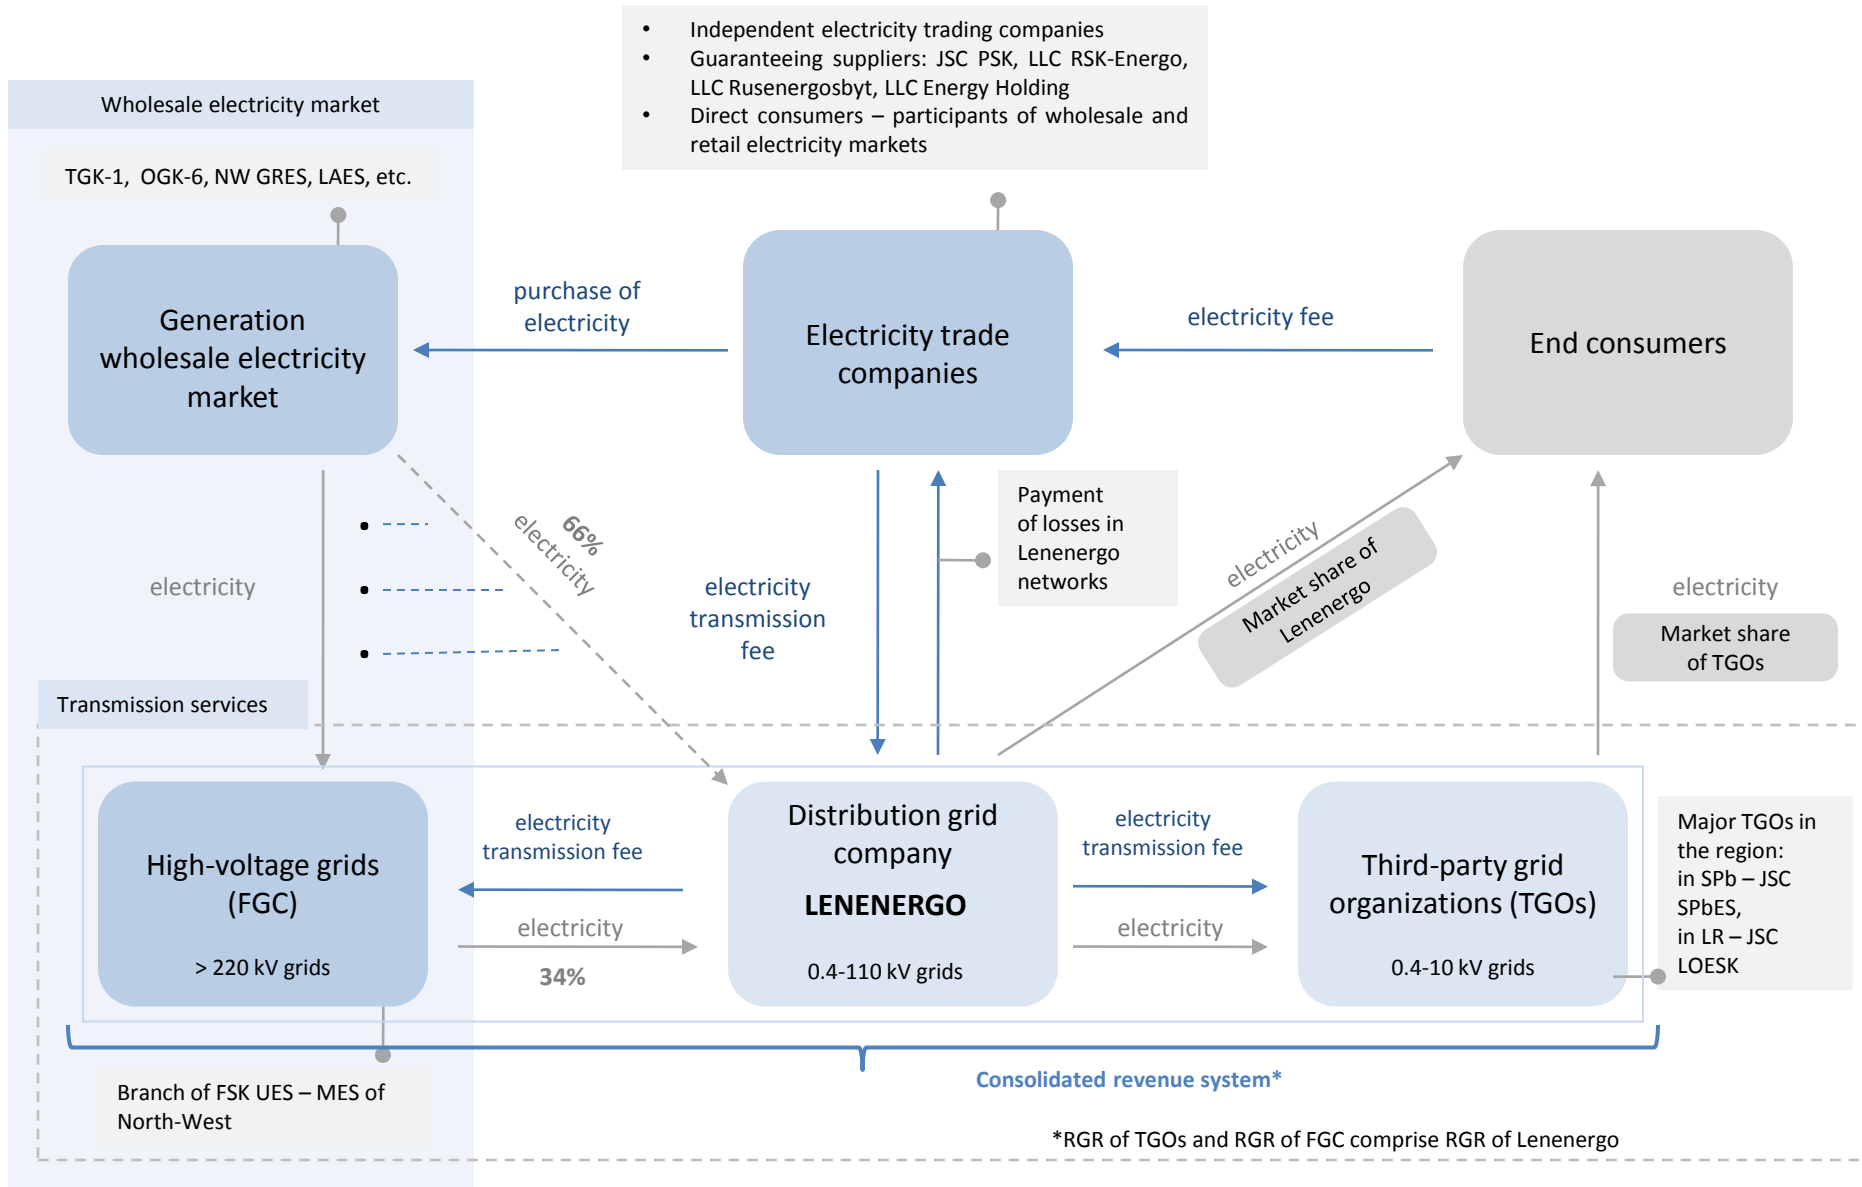 • Independent electricity trading companies
• Guaranteeing suppliers: JSC PSK, LLC RSK-Energo,
LLC Rusenergosbyt, LLC Energy Holding
• Direct consumers – participants of wholesale and
retail electricity markets
Wholesale electricity market
TGK-1, OGK-6, NW GRES, LAES, etc.
Generation
wholesale electricity
market
purchase of
electricity
Electricity trade
companies
electricity fee
End consumers
electricity
66%
electricity
electricity
transmission
fee
Payment
of losses in
Lenenergo
networks
electricity
Market share of
Lenenergo
electricity
Market share
of TGOs
Transmission services
High-voltage grids
(FGC)
> 220 kV grids
electricity
transmission fee
electricity
34%
Distribution grid
company
LENENERGO
0.4-110 kV grids
electricity
transmission fee
electricity
Third-party grid
organizations (TGOs)
0.4-10 kV grids
Major TGOs in
the region:
in SPb – JSC
SPbES,
in LR – JSC
LOESK
Branch of FSK UES – MES of
North-West
Consolidated revenue system*
*RGR of TGOs and RGR of FGC comprise RGR of Lenenergo